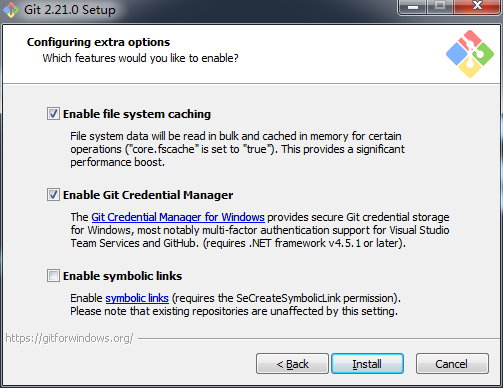 Git 2.21.0 Setup
Configuring extra options
Which features would you like to enable?
Enable file system caching
File system data will be read in bulk and cached in memory for certain
operations ("core.fscache" is set to "true"). This provides a significant
performance boost.
Enable Git Credential Manager
The Git Credential Manager for Windows provides secure Git credential storage
for Windows, most notably multi-factor authentication support for Visual Studio
Team Services and GitHub. (requires .NET framework v4.5.1 or later).
Enable symbolic links
Enable symbolic links (requires the SeCreateSymbolicLink permission).
Please note that existing repositories are unaffected by this setting.
https://gitforwindows.org/
< Back
Install
Cancel